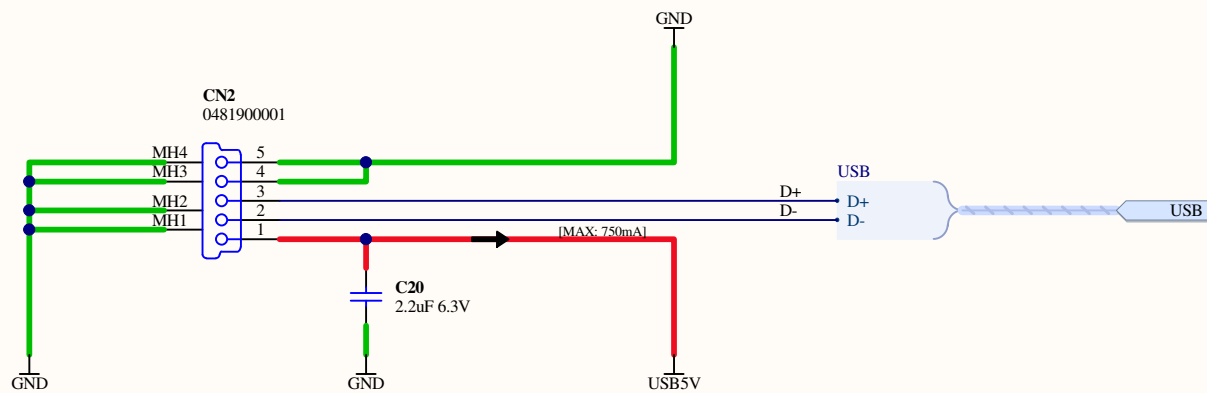 GND
CN2
0481900001
MH4
MH3
MH2
MH1
5
4
3
2
1
D+
D-
USB
D+
D-
USB
[MAX: 750mA]
C20
2.2uF 6.3V
GND
GND
USB5V